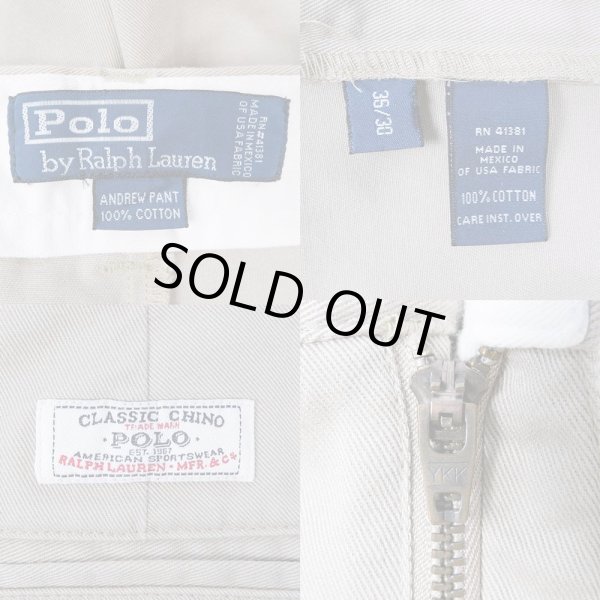 Polo
by Ralph Lauren
RN #41381
MADE IN MEXICO
OF USA FABRIC
ANDREW PANT
100% COTTON
36/30
RN 41381
MADE IN
MEXICO
OF USA FABRIC
100% COTTON
CARE INST. OVER
SOLD OUT
CLASSIC CHINO
TRADE MARK
· POLO ·
EST. 1967
AMERICAN SPORTSWEAR
RALPH LAUREN · MFR. & Co
YKK